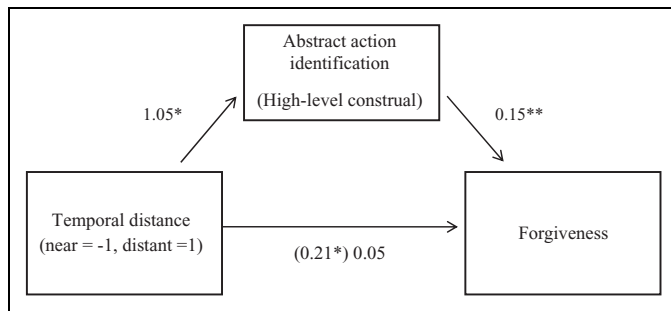 Abstract action
identification
(High-level construal)
1.05*
0.15**
Temporal distance
(near = -1, distant =1)
(0.21*) 0.05
Forgiveness